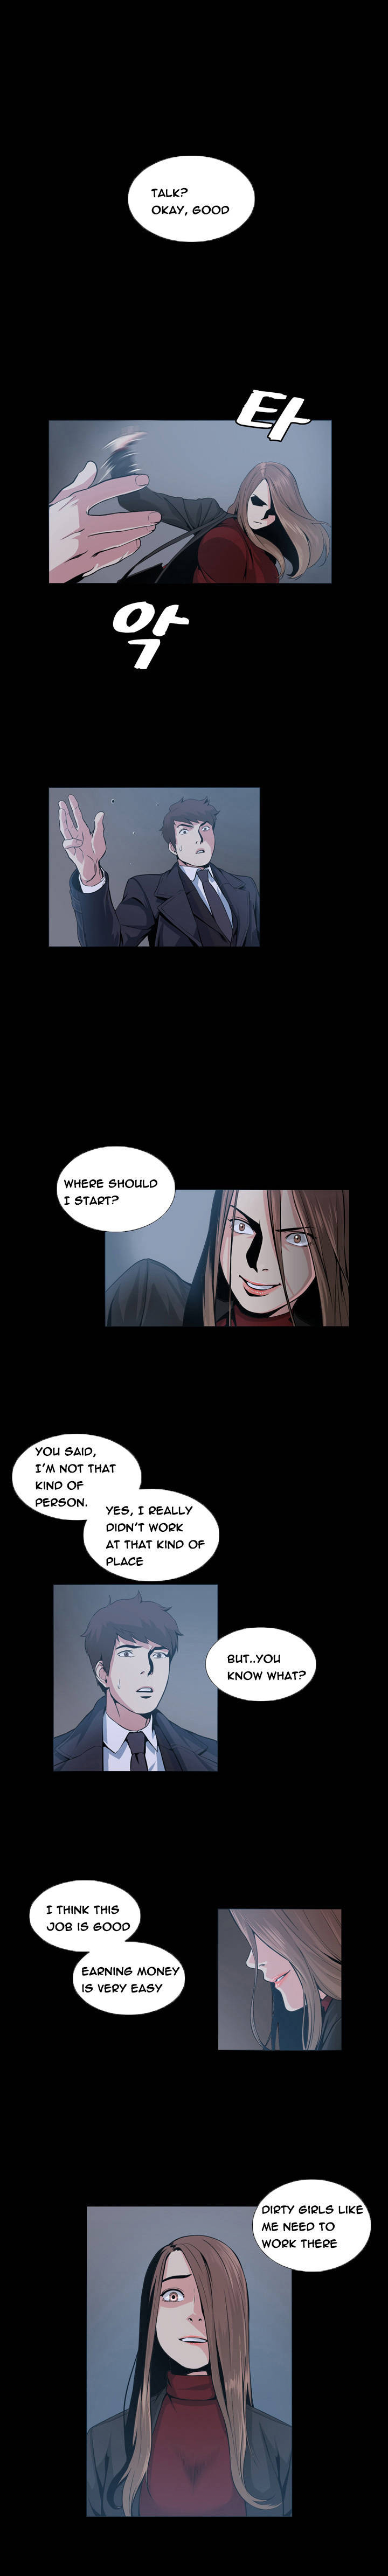 TALK?
OKAY, GOOD
타
악
WHERE SHOULD
I START?
YOU SAID,
I'M NOT THAT
KIND OF
PERSON.
YES, I REALLY
DIDN'T WORK
AT THAT KIND OF
PLACE
BUT..YOU
KNOW WHAT?
I THINK THIS
JOB IS GOOD
EARNING MONEY
IS VERY EASY
DIRTY GIRLS LIKE
ME NEED TO
WORK THERE